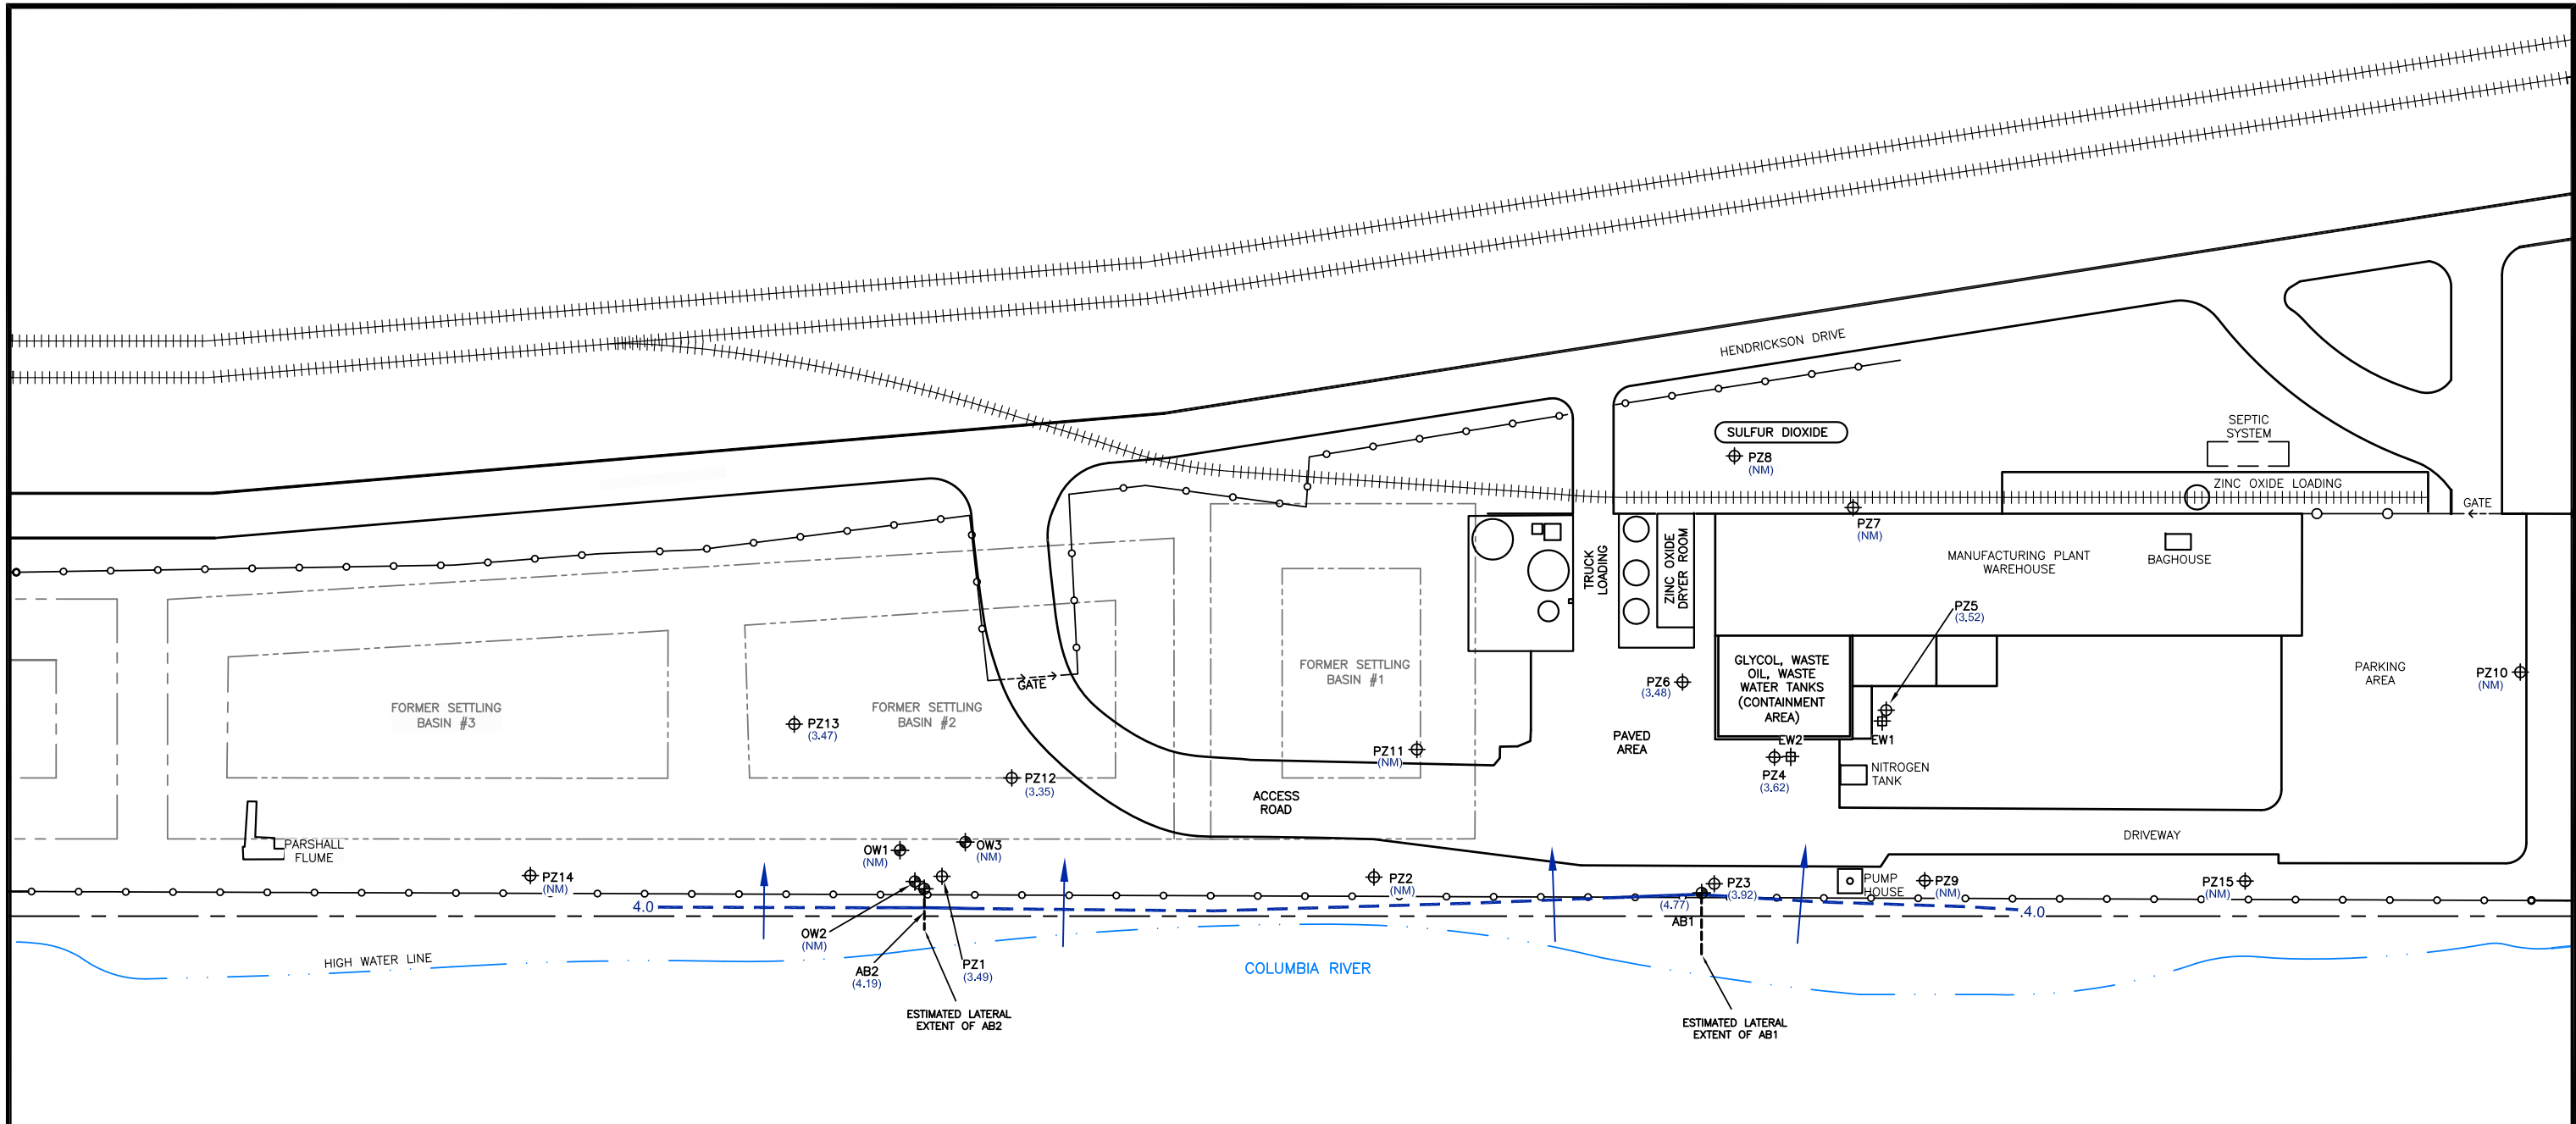 HENDRICKSON DRIVE
SEPTIC
SYSTEM
SULFUR DIOXIDE
PZ8
(NM)
ZINC OXIDE LOADING
GATE
PZ7
(NM)
MANUFACTURING PLANT
WAREHOUSE
BAGHOUSE
TRUCK
LOADING
ZINC OXIDE
DRYER ROOM
PZ5
(3.52)
FORMER SETTLING
BASIN #1
GLYCOL, WASTE
OIL, WASTE
WATER TANKS
(CONTAINMENT
AREA)
PARKING
AREA
PZ10
(NM)
PZ6
(3.48)
GATE
FORMER SETTLING
BASIN #3
PZ13
(3.47)
FORMER SETTLING
BASIN #2
PAVED
AREA
EW2
EW1
PZ11
(NM)
PZ4
(3.62)
NITROGEN
TANK
PZ12
(3.35)
ACCESS
ROAD
DRIVEWAY
PARSHALL
FLUME
OW1
(NM)
OW3
(NM)
PZ14
(NM)
PZ2
(NM)
PZ3
(3.92)
PUMP
HOUSE
PZ9
(NM)
PZ15
(NM)
4.0
(4.77)
AB1
4.0
OW2
(NM)
HIGH WATER LINE
AB2
(4.19)
PZ1
(3.49)
COLUMBIA RIVER
ESTIMATED LATERAL
EXTENT OF AB2
ESTIMATED LATERAL
EXTENT OF AB1